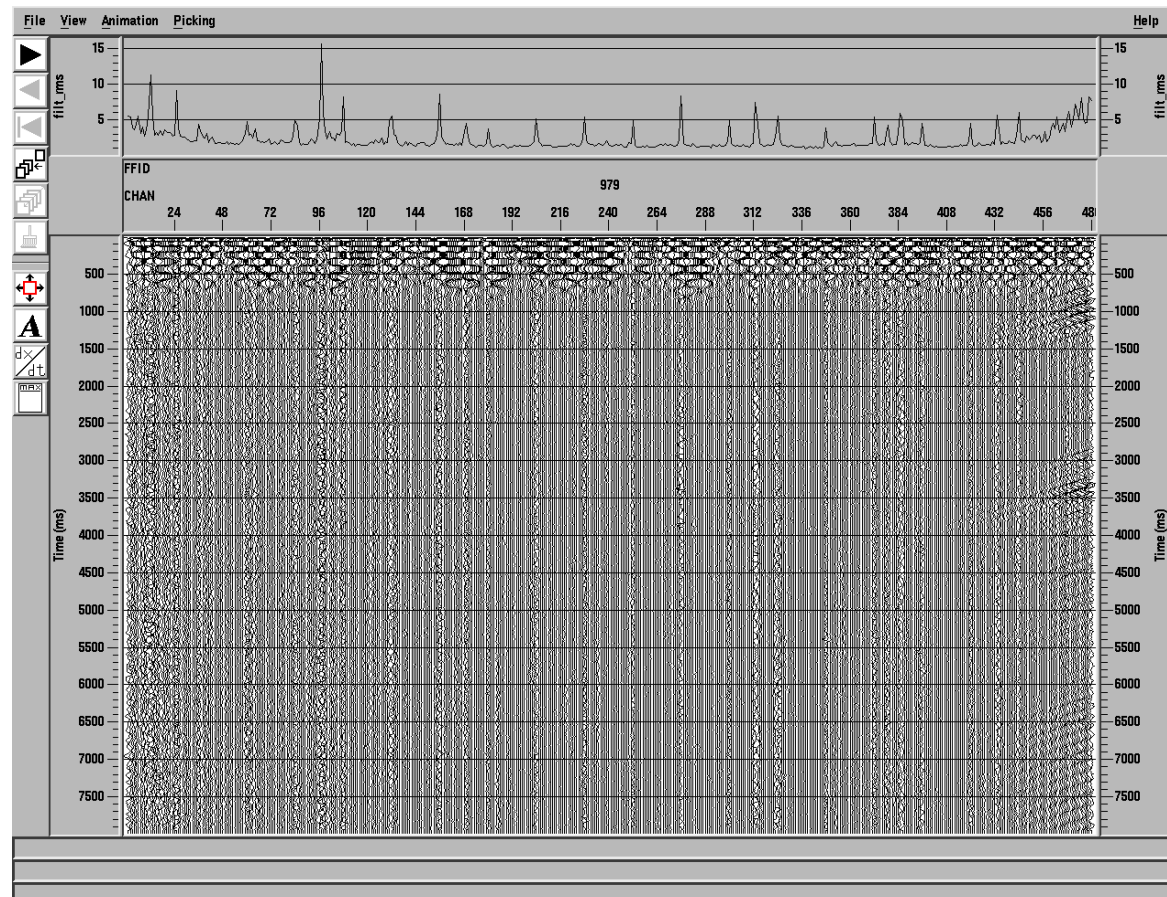 File View Animation Picking Help
15 15
10 10
5 5
filt_rms filt_rms
FFID
979
CHAN
24 48 72 96 120 144 168 192 216 240 264 288 312 336 360 384 408 432 456 48
500 500
1000 1000
1500 1500
2000 2000
2500 2500
3000 3000
3500 3500
4000 4000
4500 4500
5000 5000
5500 5500
6000 6000
6500 6500
7000 7000
7500 7500
Time (ms) Time (ms)
A
dx/dt
max